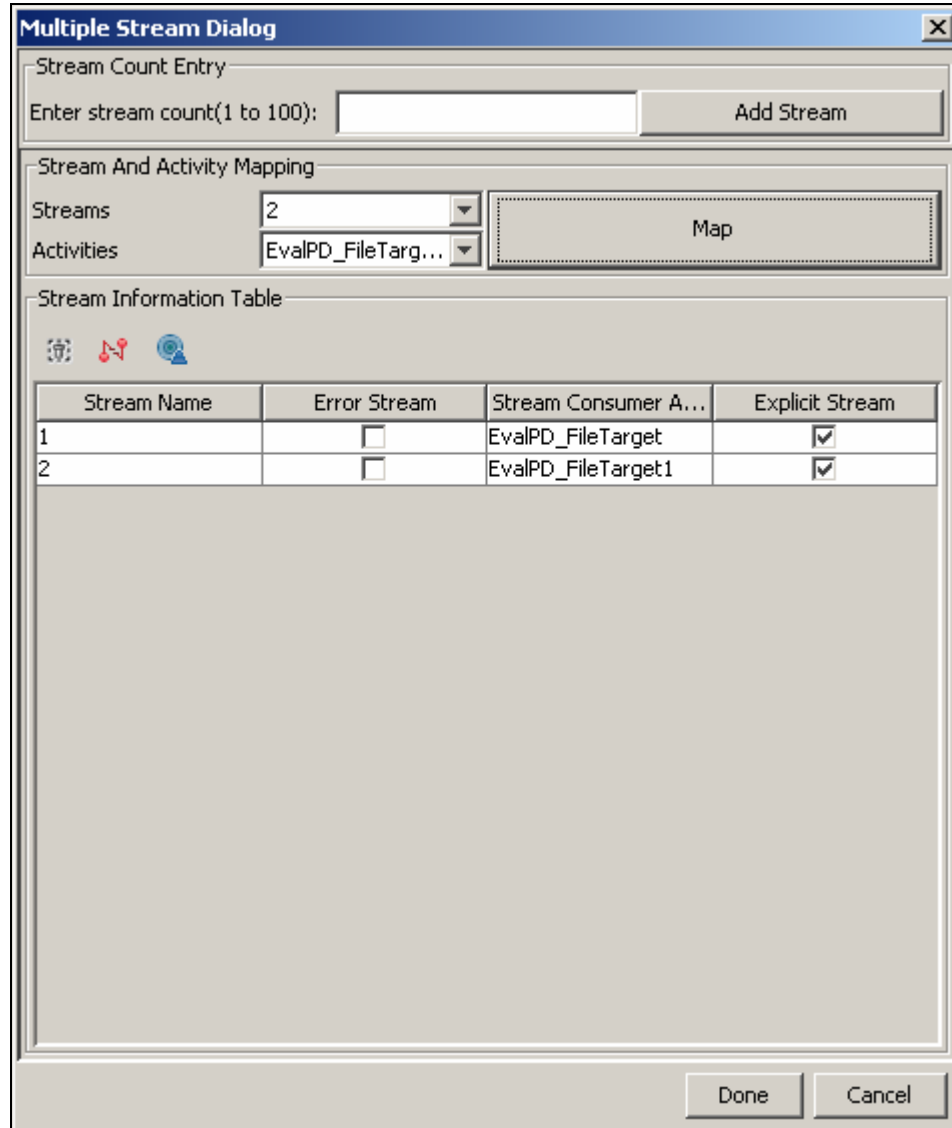 Multiple Stream Dialog
Stream Count Entry
Enter stream count(1 to 100): Add Stream
Stream And Activity Mapping
Streams 2
Map
Activities EvalPD_FileTarg...
Stream Information Table
Stream Name Error Stream Stream Consumer A... Explicit Stream
1 EvalPD_FileTarget
2 EvalPD_FileTarget1
Done Cancel